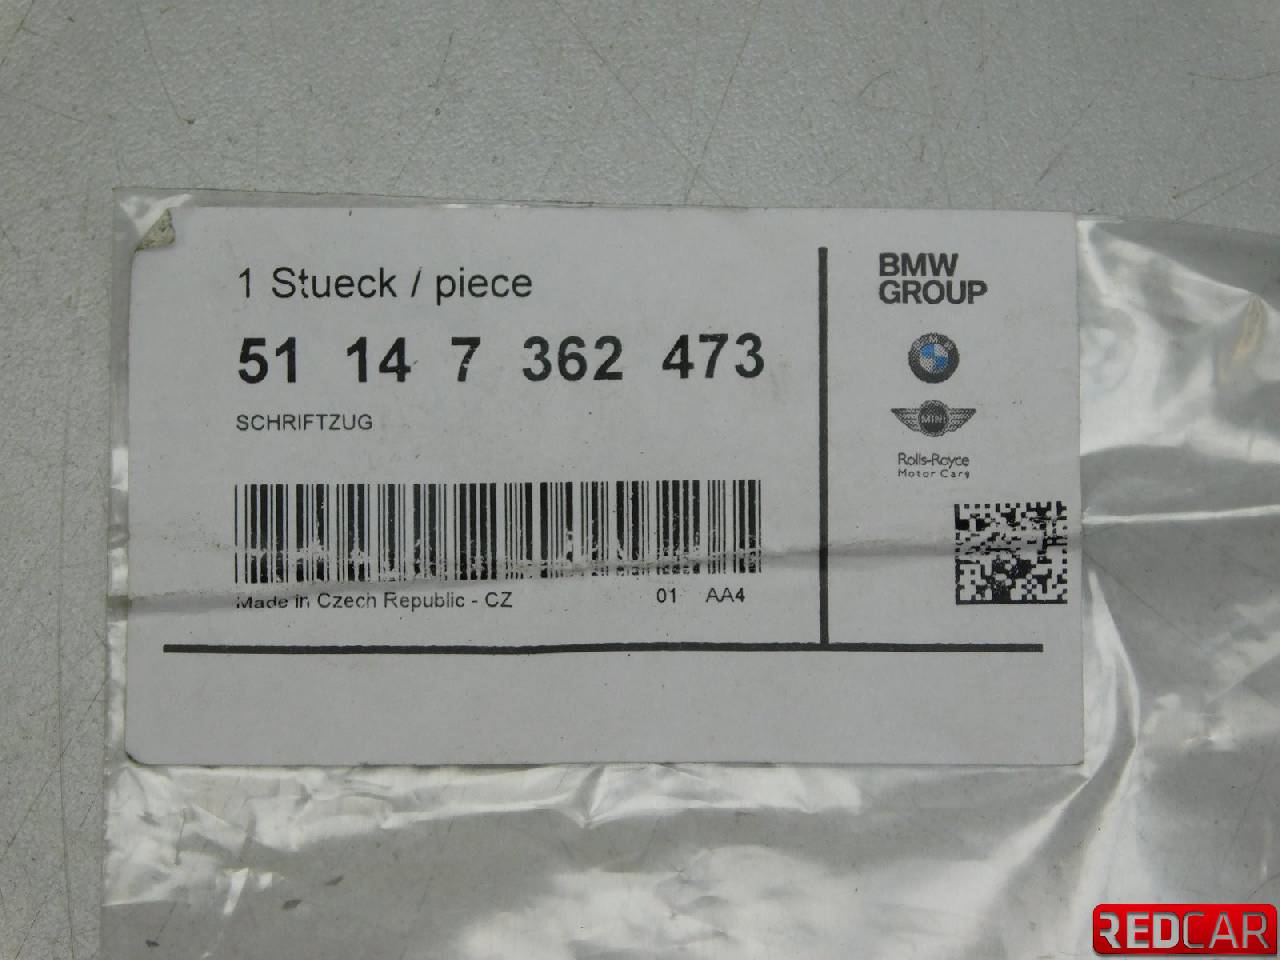 1 Stueck / piece
51 14 7 362 473
SCHRIFTZUG
Made in Czech Republic - CZ
01 AA4
BMW
GROUP
BMW
MINI
Rolls-Royce
Motor Cars
REDCAR